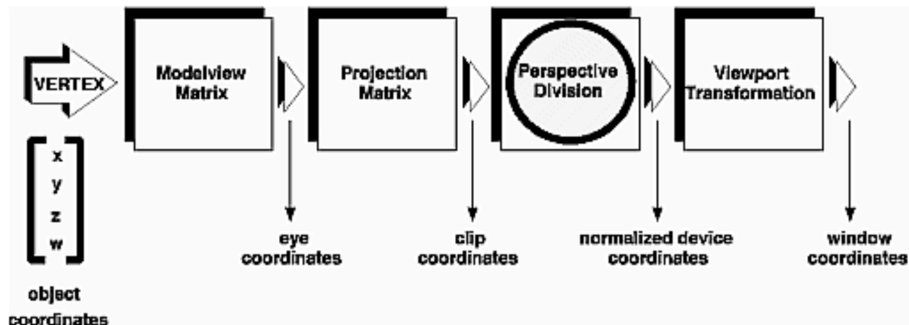 VERTEX
Modelview
Matrix
Projection
Matrix
Perspective
Division
Viewport
Transformation
x
y
z
w
object
coordinates
eye
coordinates
clip
coordinates
normalized device
coordinates
window
coordinates